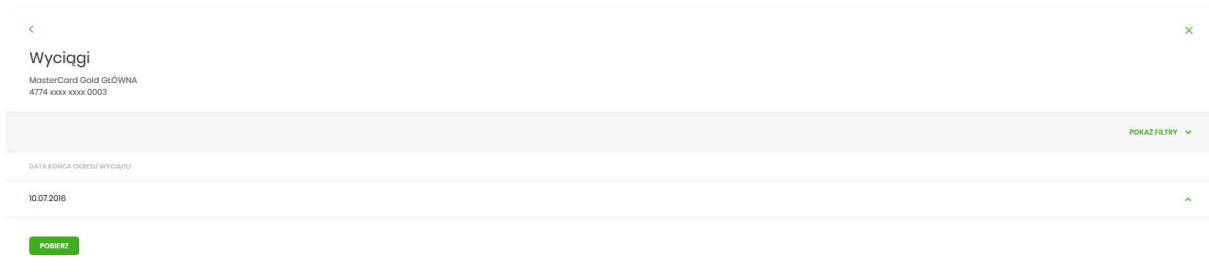 Wyciągi
MasterCard Gold GŁÓWNA
4774 xxxx xxxx 0003
POKAŻ FILTRY
DATA KOŃCA OKRESU WYCIĄGU
10.07.2016
POBIERZ